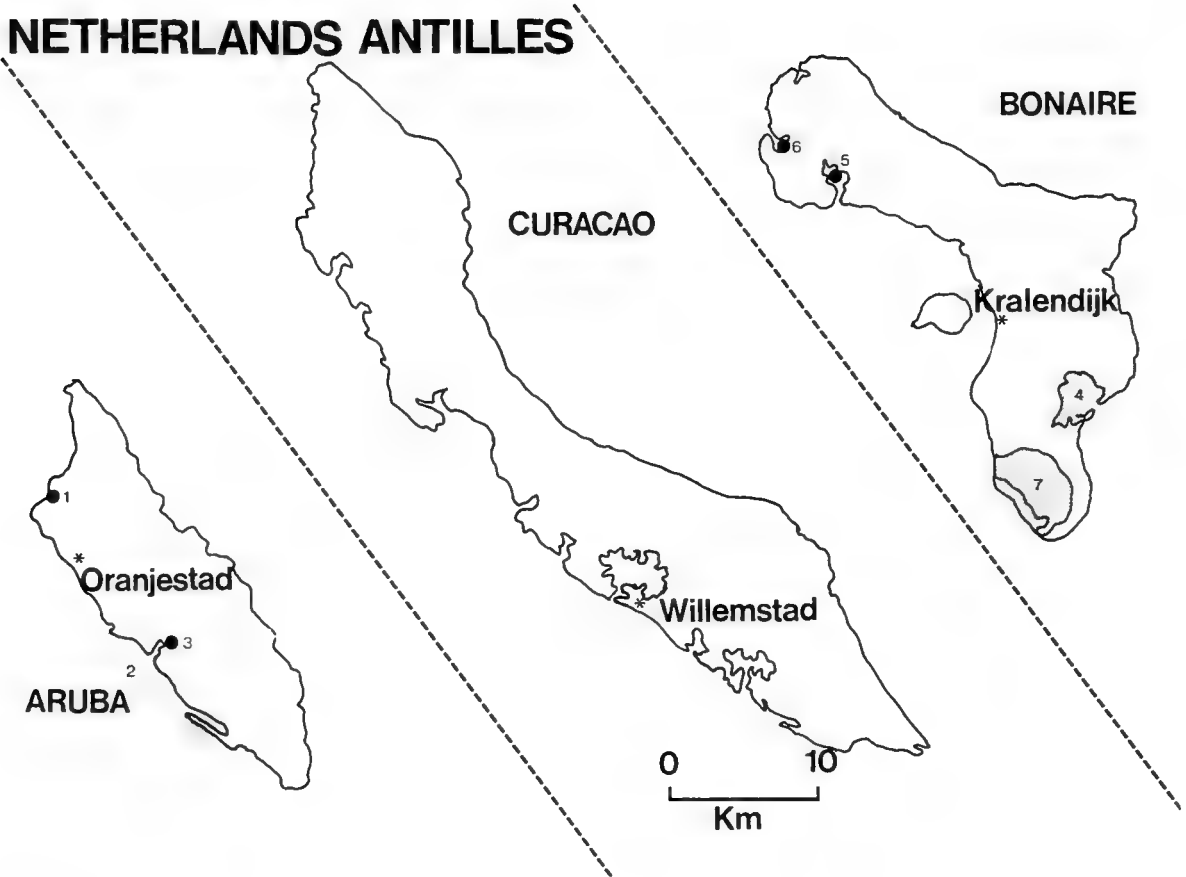 NETHERLANDS ANTILLES
BONAIRE
6
5
CURACAO
Kralendijk
*
4
7
1
*
Oranjestad
*
Willemstad
3
2
ARUBA
0 10
Km